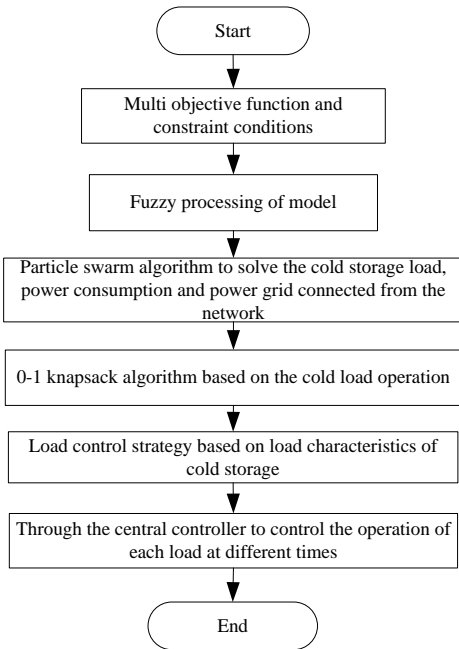 Start
Multi objective function and
constraint conditions
Fuzzy processing of model
Particle swarm algorithm to solve the cold storage load,
power consumption and power grid connected from the
network
0-1 knapsack algorithm based on the cold load operation
Load control strategy based on load characteristics of
cold storage
Through the central controller to control the operation of
each load at different times
End